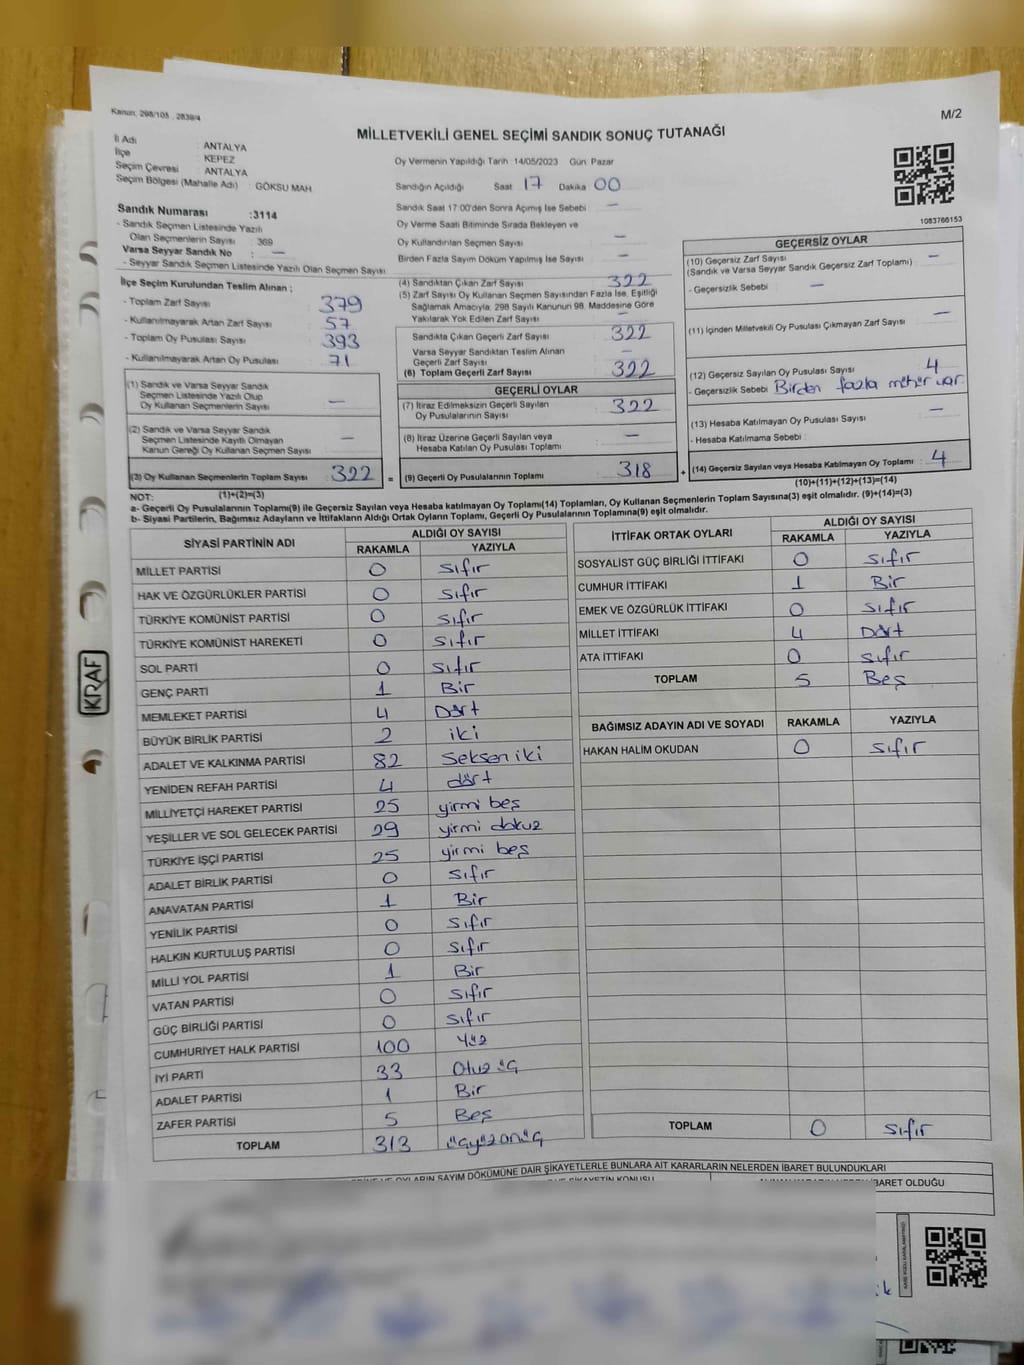 Kanun: 298/105 , 2839/4
M/2
MİLLETVEKİLİ GENEL SEÇİMİ SANDIK SONUÇ TUTANAĞI
İl Adı : ANTALYA
İlçe : KEPEZ
Seçim Çevresi : ANTALYA
Seçim Bölgesi (Mahalle Adı) GÖKSU MAH
Sandık Numarası :3114
- Sandık Seçmen Listesinde Yazılı
Olan Seçmenlerin Sayısı : 369
Varsa Seyyar Sandık No : —
- Seyyar Sandık Seçmen Listesinde Yazılı Olan Seçmen Sayısı
Oy Vermenin Yapıldığı Tarih :14/05/2023 Gün Pazar
Sandığın Açıldığı Saat 17 Dakika 00
Sandık Saat 17:00'den Sonra Açımış İse Sebebi : —
Oy Verme Saati Bitiminde Sırada Bekleyen ve
Oy Kullandırılan Seçmen Sayısı —
Birden Fazla Sayım Döküm Yapılmış İse Sayısı —
1083766153
İlçe Seçim Kurulundan Teslim Alınan ;
- Toplam Zarf Sayısı : 379
- Kullanılmayarak Artan Zarf Sayısı : 57
- Toplam Oy Pusulası Sayısı : 393
- Kullanılmayarak Artan Oy Pusulası : 71
(1) Sandık ve Varsa Seyyar Sandık
Seçmen Listesinde Yazılı Olup
Oy Kullanan Seçmenlerin Sayısı —
(2) Sandık ve Varsa Seyyar Sandık
Seçmen Listesinde Kayıtlı Olmayan
Kanun Gereği Oy Kullanan Seçmen Sayısı —
(3) Oy Kullanan Seçmenlerin Toplam Sayısı 322
(1)+(2)=(3)
(4) Sandıktan Çıkan Zarf Sayısı : 322
(5) Zarf Sayısı Oy Kullanan Seçmen Sayısından Fazla İse, Eşitliği
Sağlamak Amacıyla, 298 Sayılı Kanunun 98. Maddesine Göre
Yakılarak Yok Edilen Zarf Sayısı —
Sandıkta Çıkan Geçerli Zarf Sayısı : 322
Varsa Seyyar Sandıktan Teslim Alınan
Geçerli Zarf Sayısı —
(6) Toplam Geçerli Zarf Sayısı : 322
GEÇERLİ OYLAR
(7) İtiraz Edilmeksizin Geçerli Sayılan
Oy Pusulalarının Sayısı : 322
(8) İtiraz Üzerine Geçerli Sayılan veya
Hesaba Katılan Oy Pusulası Toplamı —
= (9) Geçerli Oy Pusulalarının Toplamı 318 +
GEÇERSİZ OYLAR
(10) Geçersiz Zarf Sayısı
(Sandık ve Varsa Seyyar Sandık Geçersiz Zarf Toplamı) —
- Geçersizlik Sebebi : —
(11) İçinden Milletvekili Oy Pusulası Çıkmayan Zarf Sayısı —
(12) Geçersiz Sayılan Oy Pusulası Sayısı : 4
- Geçersizlik Sebebi Birden fazla mühür var
(13) Hesaba Katılmayan Oy Pusulası Sayısı —
- Hesaba Katılmama Sebebi :
(14) Geçersiz Sayılan veya Hesaba Katılmayan Oy Toplamı : 4
(10)+(11)+(12)+(13)=(14)
NOT:
a- Geçerli Oy Pusulalarının Toplamı(9) ile Geçersiz Sayılan veya Hesaba katılmayan Oy Toplamı(14) Toplamları, Oy Kullanan Seçmenlerin Toplam Sayısına(3) eşit olmalıdır. (9)+(14)=(3)
b- Siyasi Partilerin, Bağımsız Adayların ve İttifakların Aldığı Ortak Oyların Toplamı, Geçerli Oy Pusulalarının Toplamına(9) eşit olmalıdır.
SİYASİ PARTİNİN ADI ALDIĞI OY SAYISI
RAKAMLA YAZIYLA
MİLLET PARTİSİ 0 sıfır
HAK VE ÖZGÜRLÜKLER PARTİSİ 0 sıfır
TÜRKİYE KOMÜNİST PARTİSİ 0 sıfır
TÜRKİYE KOMÜNİST HAREKETİ 0 sıfır
SOL PARTİ 0 sıfır
GENÇ PARTİ 1 Bir
MEMLEKET PARTİSİ 4 Dört
BÜYÜK BİRLİK PARTİSİ 2 iki
ADALET VE KALKINMA PARTİSİ 82 Seksen iki
YENİDEN REFAH PARTİSİ 4 dört
MİLLİYETÇİ HAREKET PARTİSİ 25 yirmi beş
YEŞİLLER VE SOL GELECEK PARTİSİ 29 yirmi dokuz
TÜRKİYE İŞÇİ PARTİSİ 25 yirmi beş
ADALET BİRLİK PARTİSİ 0 sıfır
ANAVATAN PARTİSİ 1 Bir
YENİLİK PARTİSİ 0 sıfır
HALKIN KURTULUŞ PARTİSİ 0 sıfır
MİLLİ YOL PARTİSİ 1 Bir
VATAN PARTİSİ 0 sıfır
GÜÇ BİRLİĞİ PARTİSİ 0 sıfır
CUMHURİYET HALK PARTİSİ 100 Yüz
İYİ PARTİ 33 Otuz üç
ADALET PARTİSİ 1 Bir
ZAFER PARTİSİ 5 Beş
TOPLAM 313 üçyüzonüç
İTTİFAK ORTAK OYLARI ALDIĞI OY SAYISI
RAKAMLA YAZIYLA
SOSYALİST GÜÇ BİRLİĞİ İTTİFAKI 0 sıfır
CUMHUR İTTİFAKI 1 Bir
EMEK VE ÖZGÜRLÜK İTTİFAKI 0 sıfır
MİLLET İTTİFAKI 4 Dört
ATA İTTİFAKI 0 sıfır
TOPLAM 5 Beş
BAĞIMSIZ ADAYIN ADI VE SOYADI RAKAMLA YAZIYLA
HAKAN HALİM OKUDAN 0 sıfır
TOPLAM 0 sıfır
OYLARIN SAYIM DÖKÜMÜNE DAİR ŞİKAYETLERLE BUNLARA AİT KARARLARIN NELERDEN İBARET BULUNDUKLARI
İBARET OLDUĞU
KRAF